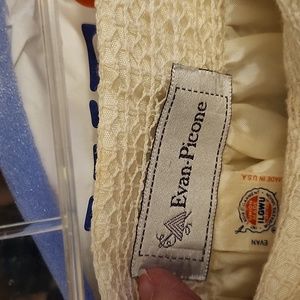 Evan-Picone
MADE IN U.S.A.
ILGWU
EVAN